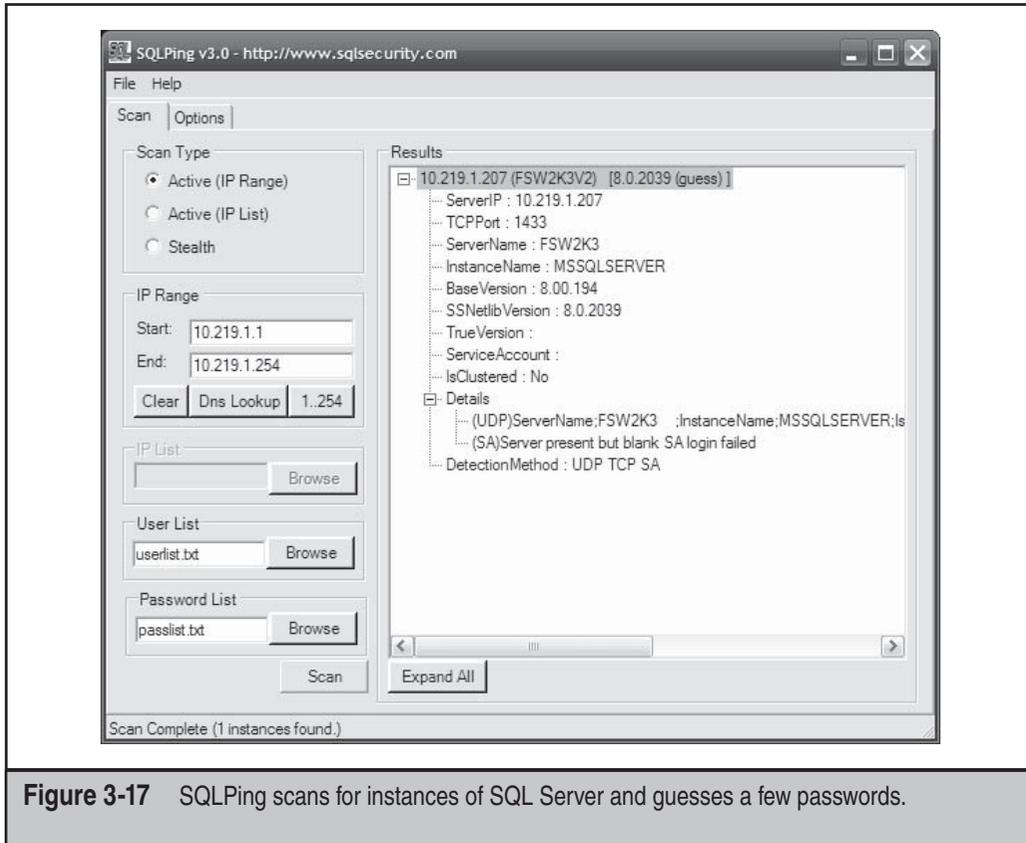 SQLPing v3.0 - http://www.sqlsecurity.com
File Help
Scan Options
Scan Type
Active (IP Range)
Active (IP List)
Stealth
IP Range
Start: 10.219.1.1
End: 10.219.1.254
Clear Dns Lookup 1..254
IP List
Browse
User List
userlist.txt Browse
Password List
passlist.txt Browse
Scan
Results
10.219.1.207 (FSW2K3V2) [8.0.2039 (guess) ]
ServerIP : 10.219.1.207
TCPPort : 1433
ServerName : FSW2K3
InstanceName : MSSQLSERVER
BaseVersion : 8.00.194
SSNetlibVersion : 8.0.2039
TrueVersion :
ServiceAccount :
IsClustered : No
Details
(UDP)ServerName;FSW2K3 ;InstanceName;MSSQLSERVER;Is
(SA)Server present but blank SA login failed
DetectionMethod : UDP TCP SA
Expand All
Scan Complete (1 instances found.)
Figure 3-17 SQLPing scans for instances of SQL Server and guesses a few passwords.